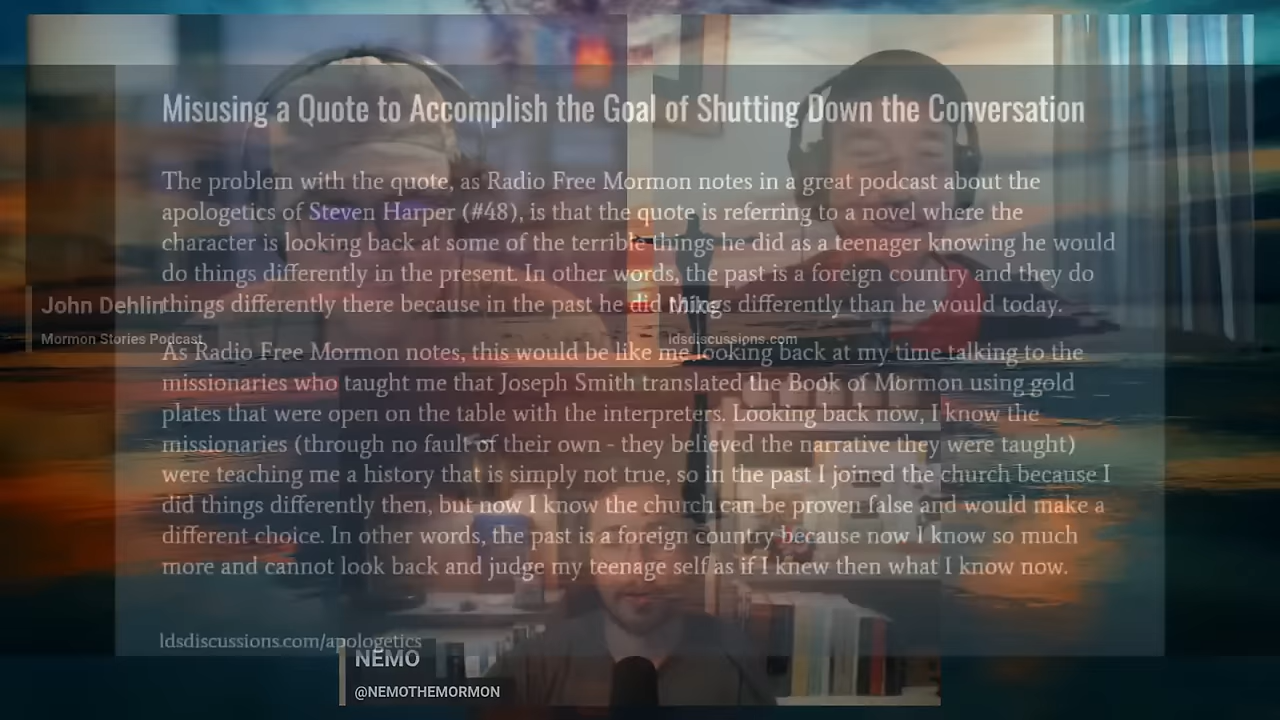 Misusing a Quote to Accomplish the Goal of Shutting Down the Conversation
The problem with the quote, as Radio Free Mormon notes in a great podcast about the
apologetics of Steven Harper (#48), is that the quote is referring to a novel where the
character is looking back at some of the terrible things he did as a teenager knowing he would
do things differently in the present. In other words, the past is a foreign country and they do
things differently there because in the past he did things differently than he would today.
John Dehlin
Mike
Mormon Stories Podcast
ldsdiscussions.com
As Radio Free Mormon notes, this would be like me looking back at my time talking to the
missionaries who taught me that Joseph Smith translated the Book of Mormon using gold
plates that were open on the table with the interpreters. Looking back now, I know the
missionaries (through no fault of their own - they believed the narrative they were taught)
were teaching me a history that is simply not true, so in the past I joined the church because I
did things differently then, but now I know the church can be proven false and would make a
different choice. In other words, the past is a foreign country because now I know so much
more and cannot look back and judge my teenage self as if I knew then what I know now.
ldsdiscussions.com/apologetics
NEMO
@NEMOTHEMORMON